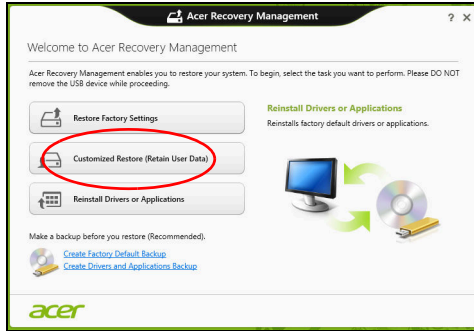 Acer Recovery Management
? X
Welcome to Acer Recovery Management
Acer Recovery Management enables you to restore your system. To begin, select the task you want to perform. Please DO NOT
remove the USB device while proceeding.
Restore Factory Settings
Customized Restore (Retain User Data)
Reinstall Drivers or Applications
Reinstall Drivers or Applications
Reinstalls factory default drivers or applications.
Make a backup before you restore (Recommended).
Create Factory Default Backup
Create Drivers and Applications Backup
acer